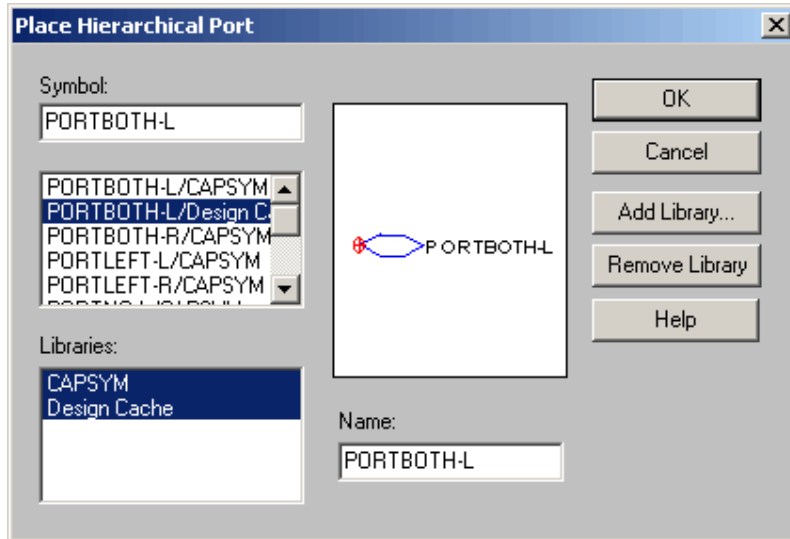 Place Hierarchical Port
Symbol:
PORTBOTH-L
PORTBOTH-L/CAPSYM
PORTBOTH-L/Design Ca
PORTBOTH-R/CAPSYM
PORTLEFT-L/CAPSYM
PORTLEFT-R/CAPSYM
Libraries:
CAPSYM
Design Cache
PORTBOTH-L
Name:
PORTBOTH-L
OK
Cancel
Add Library...
Remove Library
Help